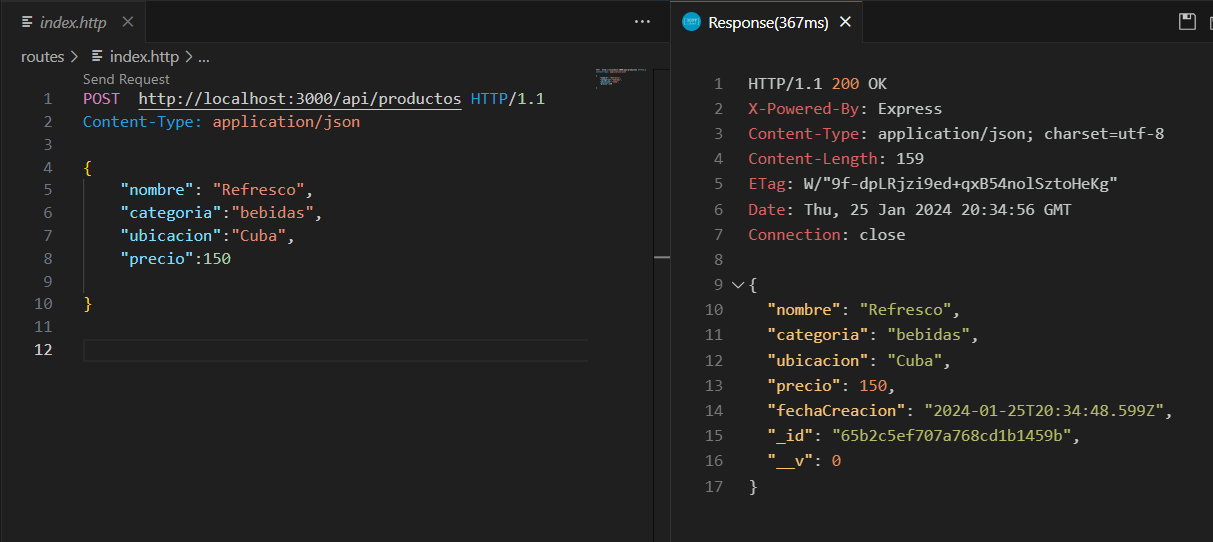 index.http
routes > index.http > ...
Send Request
1 POST http://localhost:3000/api/productos HTTP/1.1
2 Content-Type: application/json
3
4 {
5 "nombre": "Refresco",
6 "categoria":"bebidas",
7 "ubicacion":"Cuba",
8 "precio":150
9
10 }
11
12
Response(367ms)
1 HTTP/1.1 200 OK
2 X-Powered-By: Express
3 Content-Type: application/json; charset=utf-8
4 Content-Length: 159
5 ETag: W/"9f-dpLRjzi9ed+qxB54nolSztoHeKg"
6 Date: Thu, 25 Jan 2024 20:34:56 GMT
7 Connection: close
8
9 {
10 "nombre": "Refresco",
11 "categoria": "bebidas",
12 "ubicacion": "Cuba",
13 "precio": 150,
14 "fechaCreacion": "2024-01-25T20:34:48.599Z",
15 "_id": "65b2c5ef707a768cd1b1459b",
16 "__v": 0
17 }